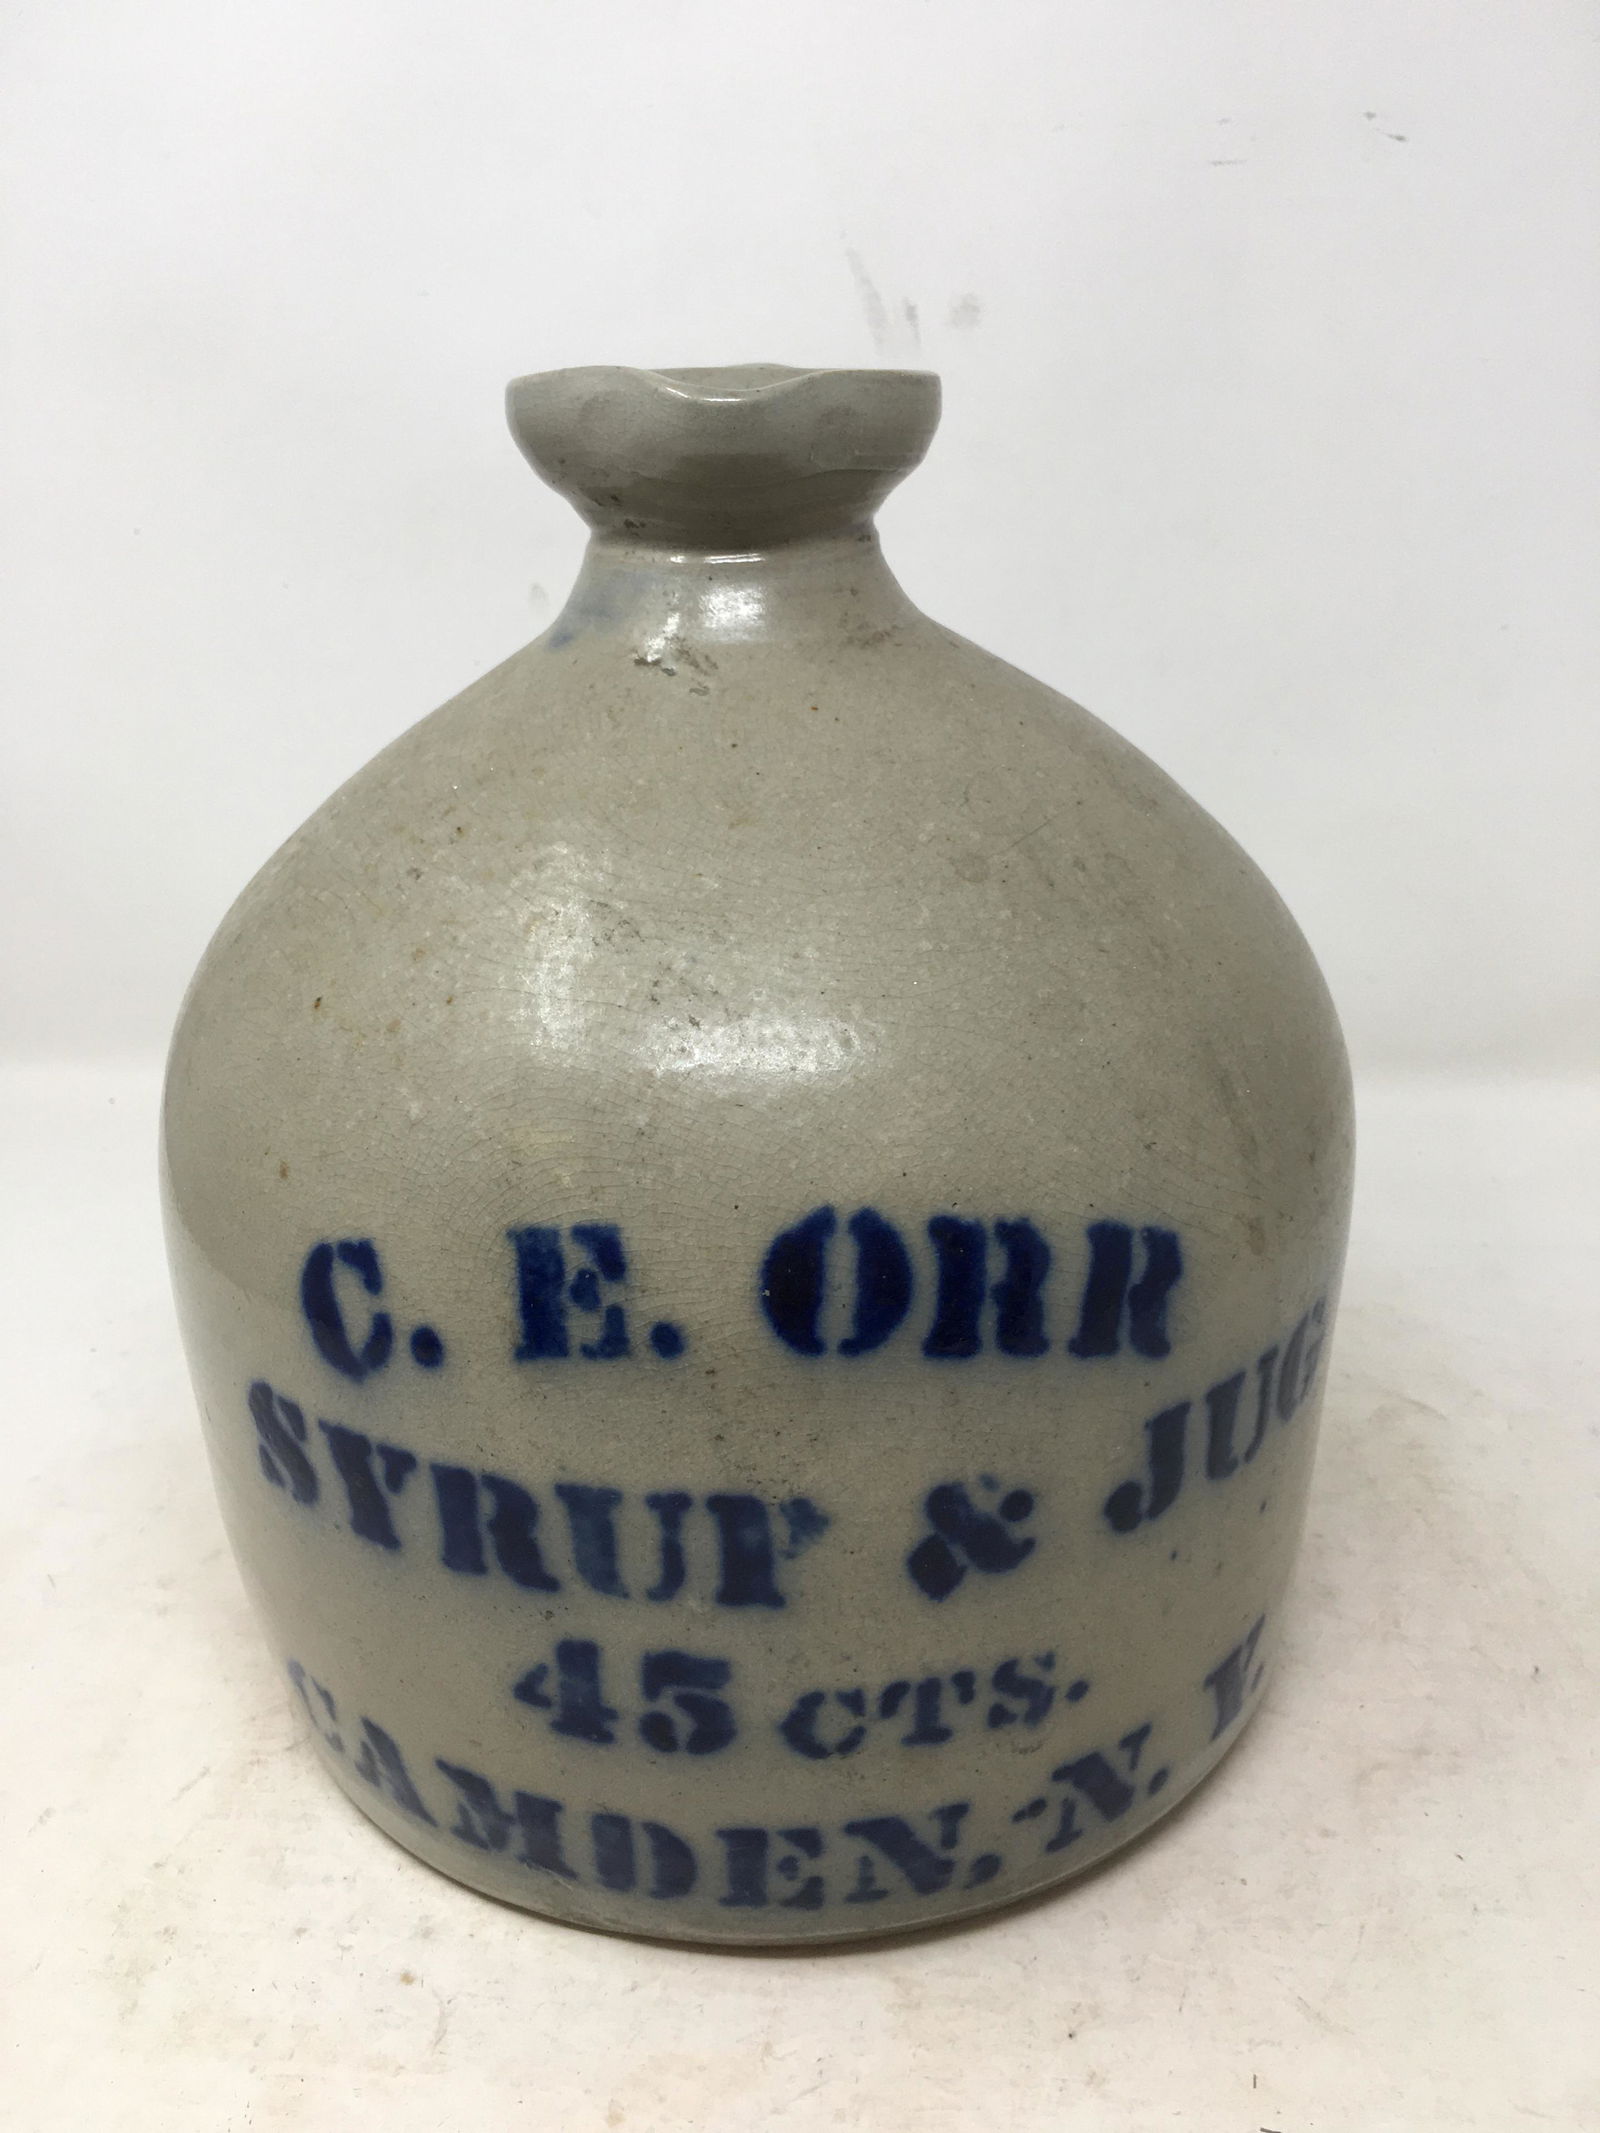 C. E. ORR
SYRUP & JUG
45 CTS.
CAMDEN, N. Y.